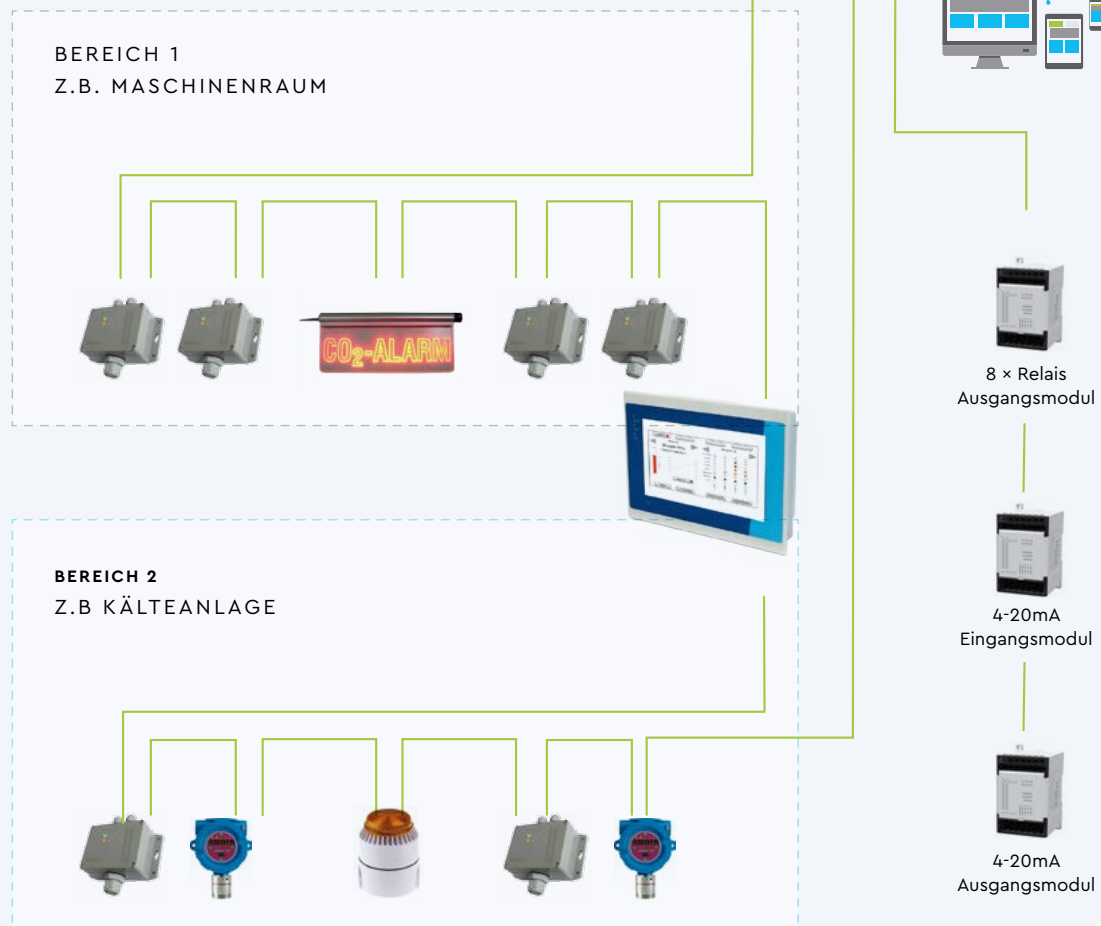 BEREICH 1
Z.B. MASCHINENRAUM
CO₂-ALARM
8 × Relais
Ausgangsmodul
4-20mA
Eingangsmodul
BEREICH 2
Z.B KÄLTEANLAGE
4-20mA
Ausgangsmodul